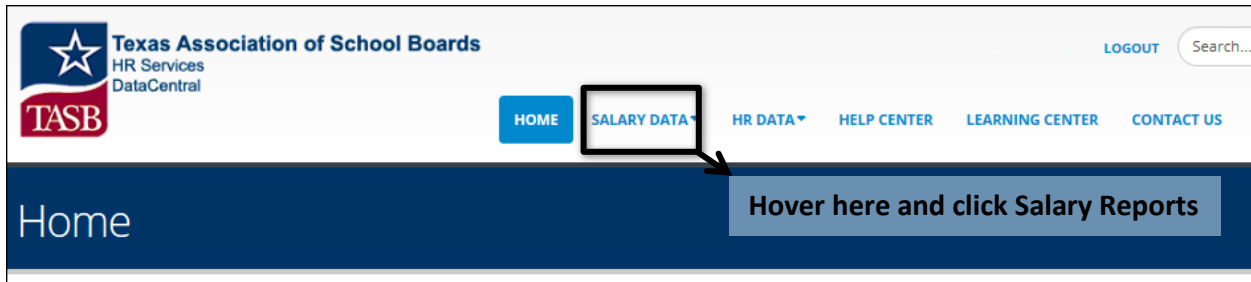 Texas Association of School Boards
HR Services
DataCentral
TASB
LOGOUT
Search...
HOME
SALARY DATA
HR DATA
HELP CENTER
LEARNING CENTER
CONTACT US
Hover here and click Salary Reports
Home